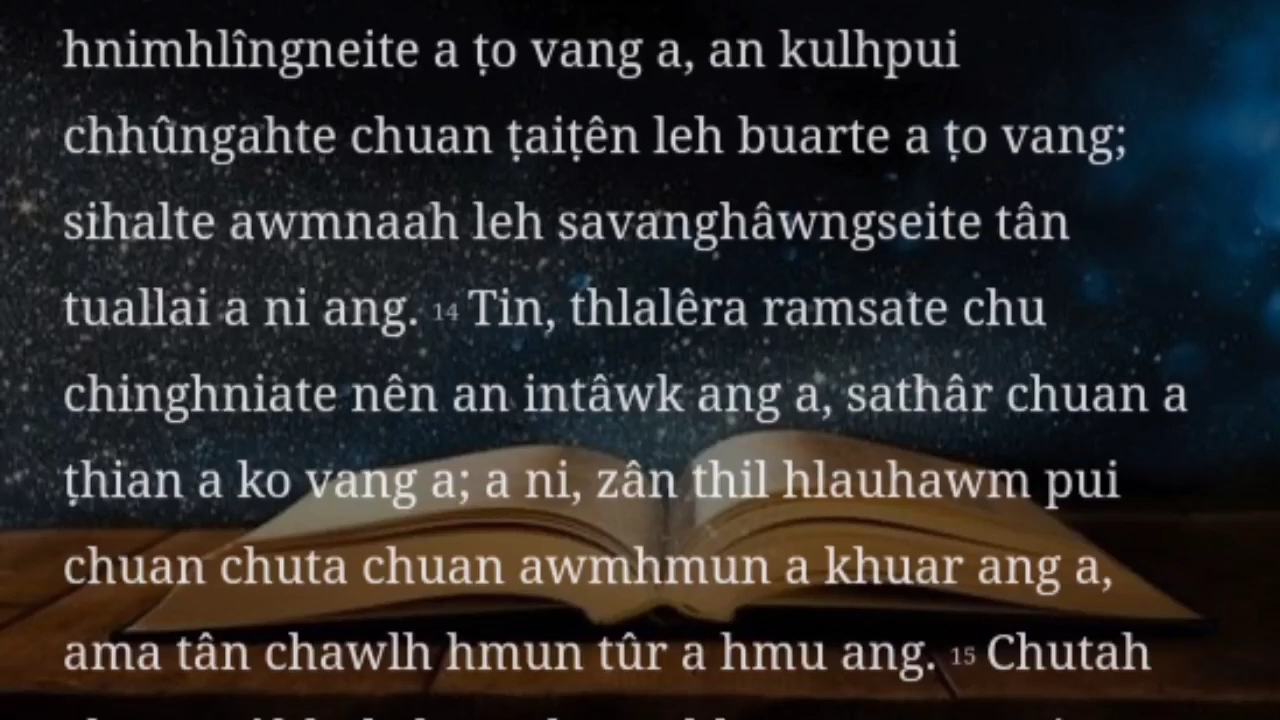 hnimhlîngneite a ṭo vang a, an kulhpui
chhûngahte chuan ṭaiṭên leh buarte a ṭo vang;
sihalte awmnaah leh savanghâwngseite tân
tuallai a ni ang. 14 Tin, thlalêra ramsate chu
chinghniate nên an intâwk ang a, sathâr chuan a
ṭhian a ko vang a; a ni, zân thil hlauhawm pui
chuan chuta chuan awmhmun a khuar ang a,
ama tân chawlh hmun tûr a hmu ang. 15 Chutah